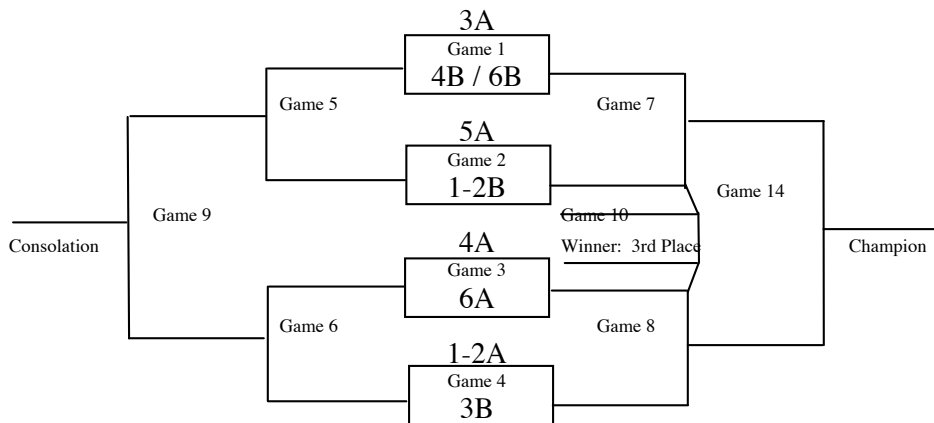 3A
Game 1
4B / 6B
Game 5
Game 7
5A
Game 2
1-2B
Game 14
Game 9
Game 10
Consolation
4A
Winner: 3rd Place
Champion
Game 3
6A
Game 6
Game 8
1-2A
Game 4
3B